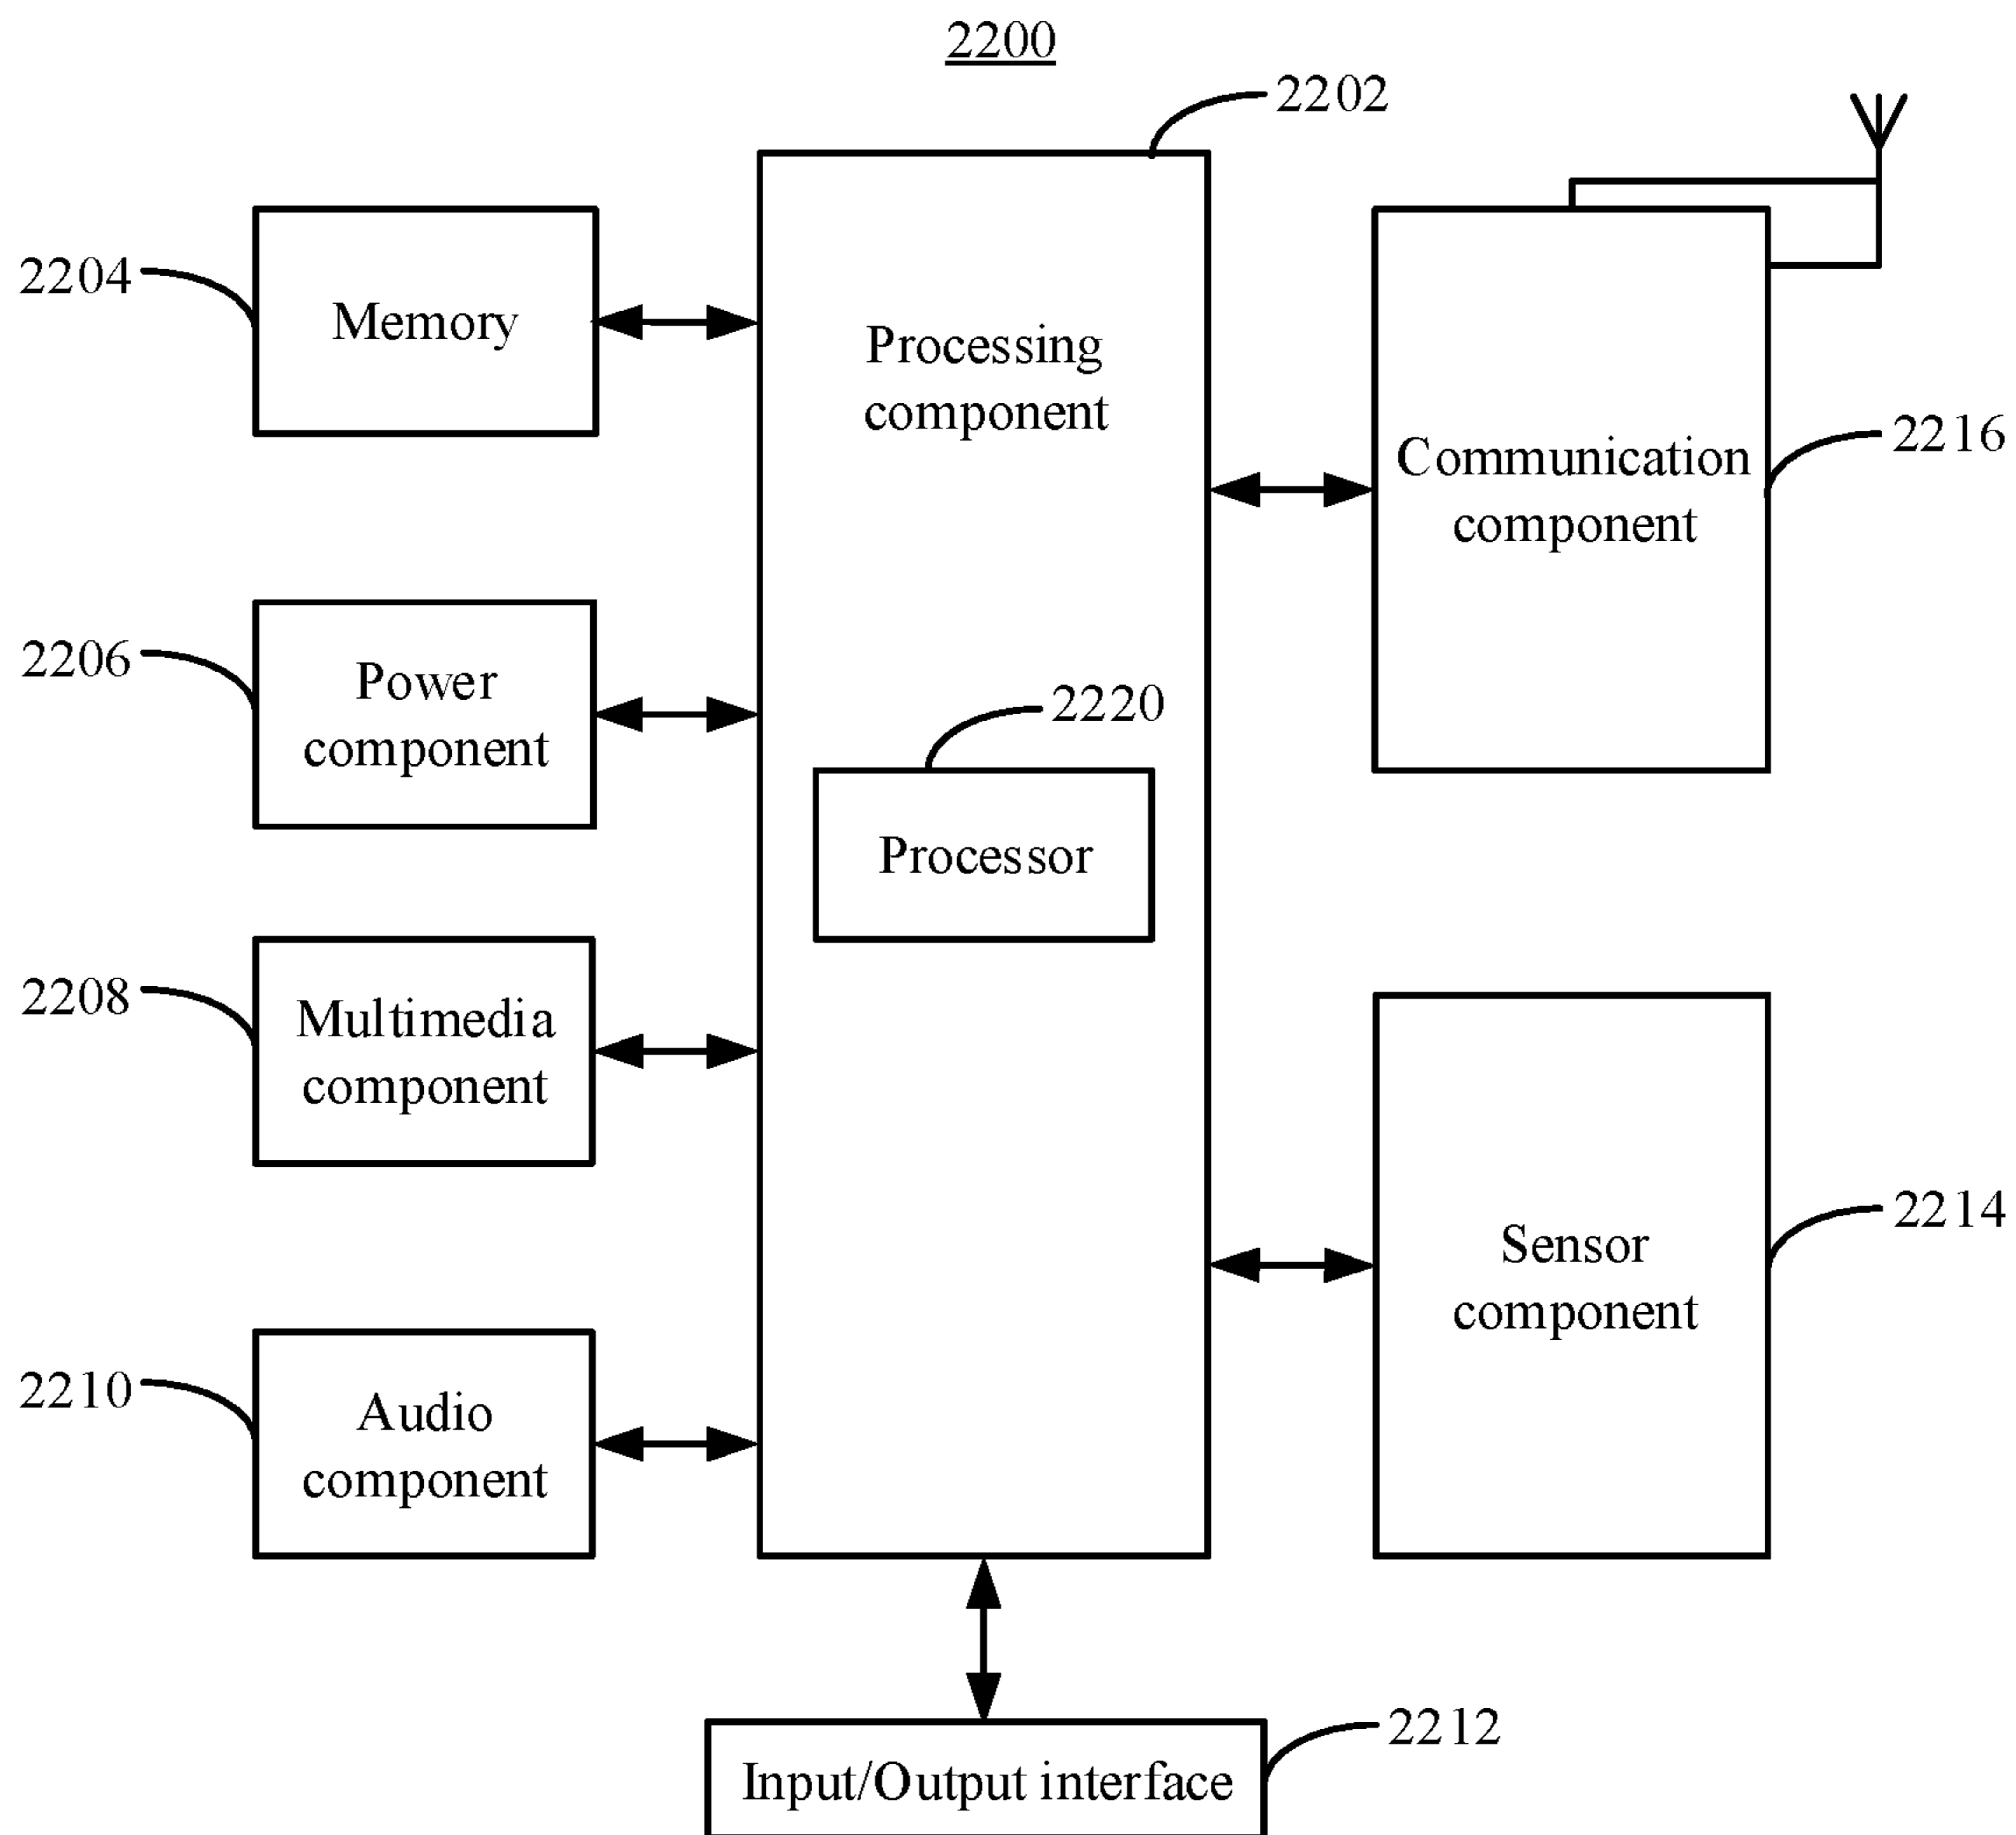 2200
2202
2204
Memory
Processing
component
Communication
component
2216
2206
Power
component
2220
Processor
2208
Multimedia
component
2214
Sensor
component
2210
Audio
component
2212
Input/Output interface